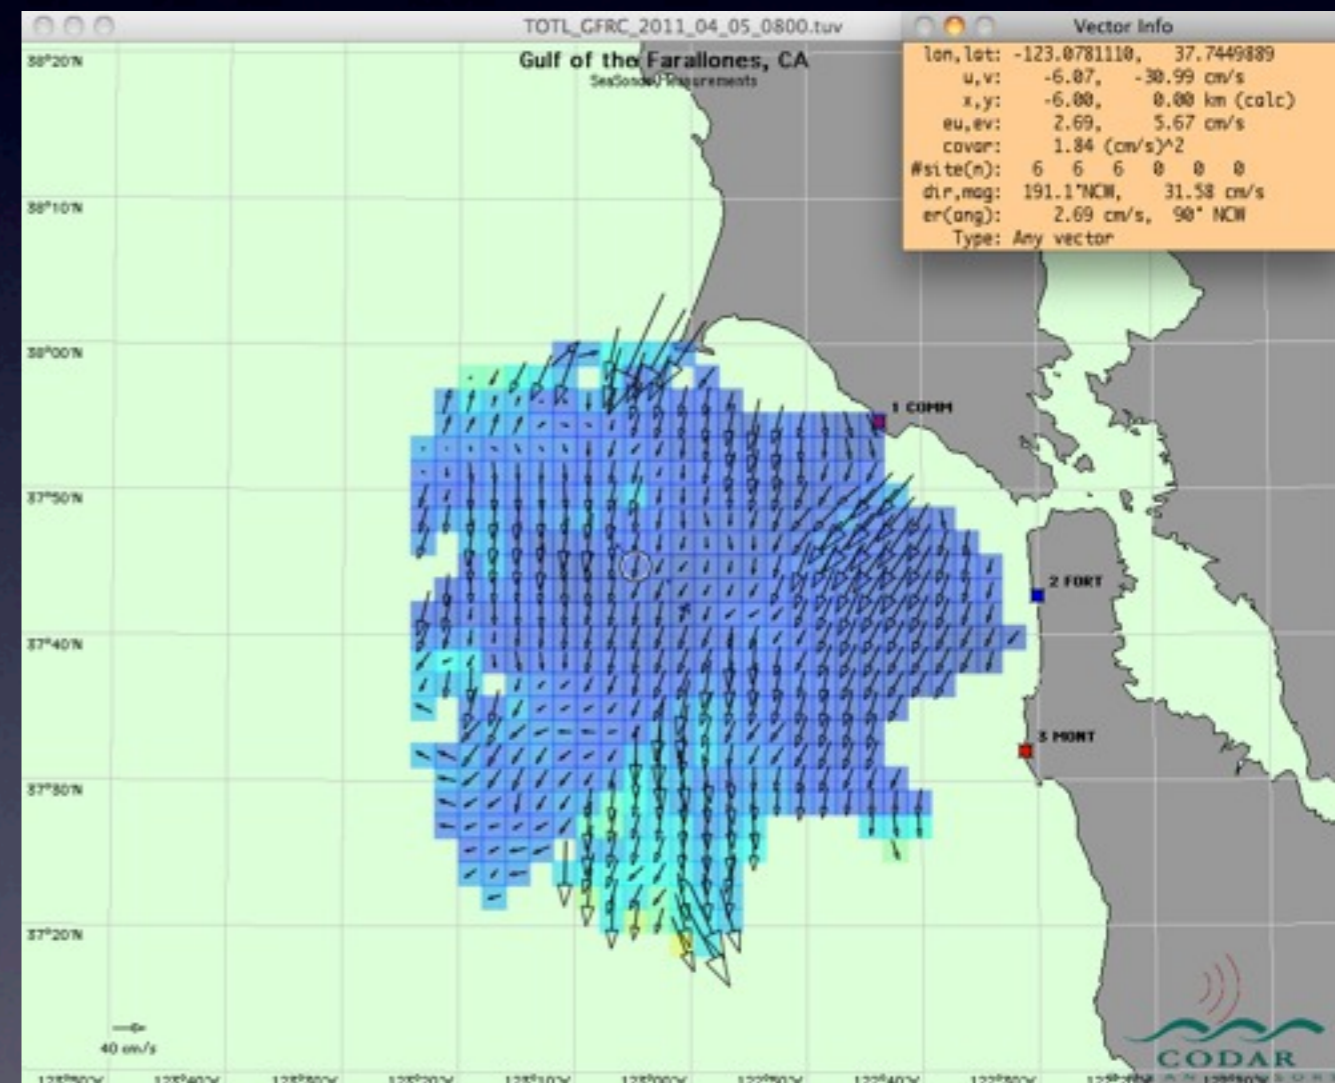 TOTL_GFRC_2011_04_05_0800.tuv
Gulf of the Farallones, CA
Vector Info
lon,lat: -123.0781110, 37.7449889
u,v: -6.07, -30.99 cm/s
x,y: -6.00, 0.00 km (calc)
eu,ev: 2.69, 5.67 cm/s
covar: 1.84 (cm/s)^2
#site(n): 6 6 6 0 0 0
dir,mag: 191.1°NCW, 31.58 cm/s
er(ang): 2.69 cm/s, 90° NCW
Type: Any vector
38°20'N
38°10'N
38°00'N
37°50'N
37°40'N
37°30'N
37°20'N
1 COMM
2 FORT
3 MONT
40 cm/s
CODAR